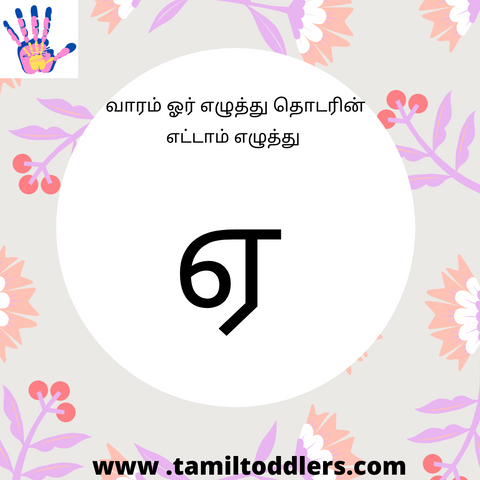 வாரம் ஓர் எழுத்து தொடரின்
எட்டாம் எழுத்து
ஏ
www .tamiltoddlers.com